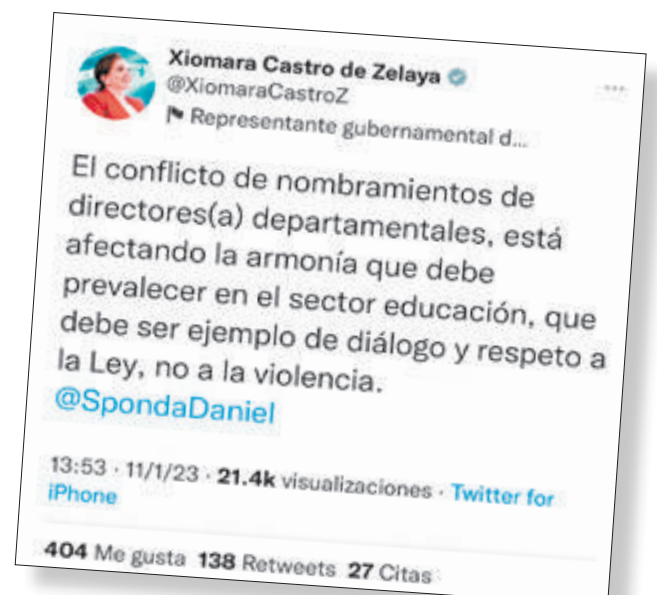 Xiomara Castro de Zelaya
@XiomaraCastroZ
Representante gubernamental d...
El conflicto de nombramientos de
directores(a) departamentales, está
afectando la armonía que debe
prevalecer en el sector educación, que
debe ser ejemplo de diálogo y respeto a
la Ley, no a la violencia.
@SpondaDaniel
13:53 · 11/1/23 · 21.4k visualizaciones · Twitter for
iPhone
404 Me gusta 138 Retweets 27 Citas